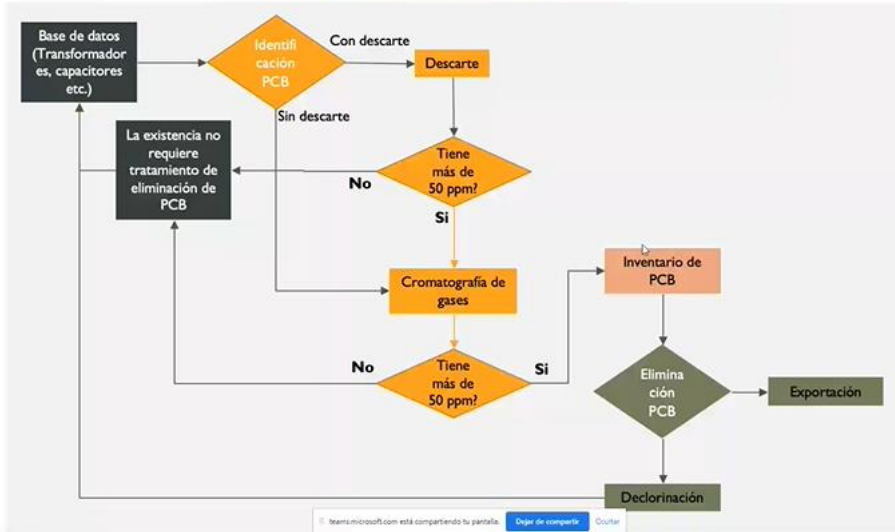 Base de datos
(Transformador
es, capacitores
etc.)
Identifi
cación
PCB
Con descarte
Descarte
Sin descarte
La existencia no
requiere
tratamiento de
eliminación de
PCB
Tiene
más de
50 ppm?
No
Si
Cromatografía de
gases
Inventario de
PCB
Tiene
más de
50 ppm?
No
Si
Elimina
ción
PCB
Exportación
Declorinación
teams.microsoft.com está compartiendo tu pantalla.
Dejar de compartir
Ocultar